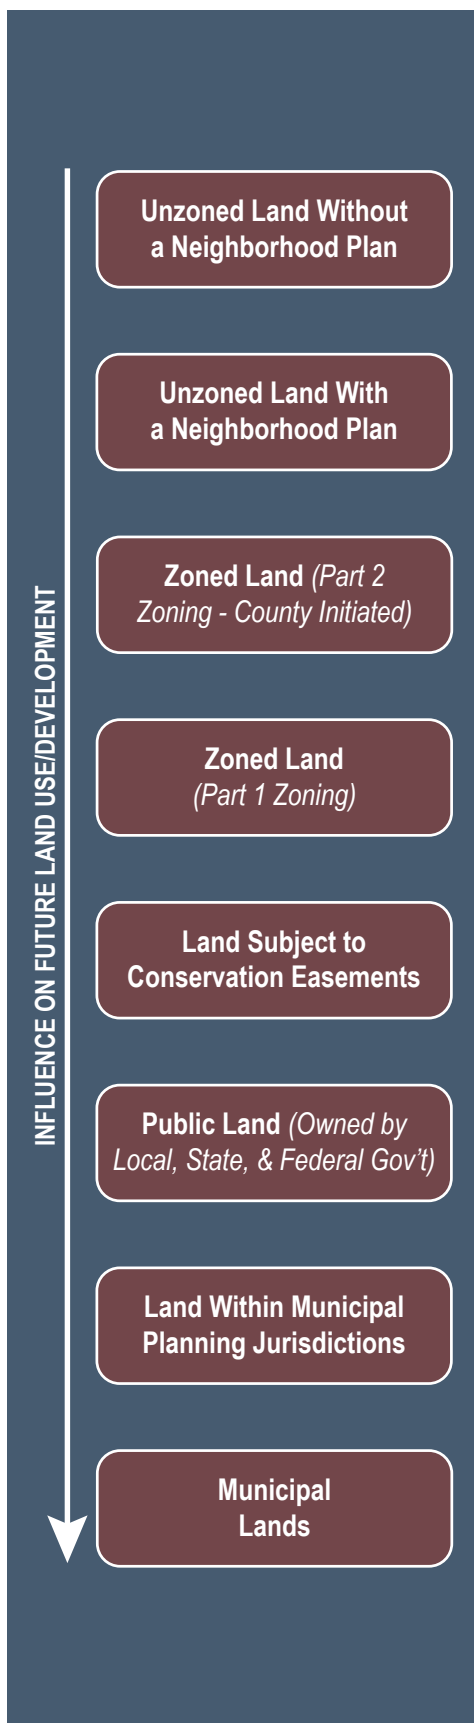 INFLUENCE ON FUTURE LAND USE/DEVELOPMENT
Unzoned Land Without
a Neighborhood Plan
Unzoned Land With
a Neighborhood Plan
Zoned Land (Part 2
Zoning - County Initiated)
Zoned Land
(Part 1 Zoning)
Land Subject to
Conservation Easements
Public Land (Owned by
Local, State, & Federal Gov’t)
Land Within Municipal
Planning Jurisdictions
Municipal
Lands